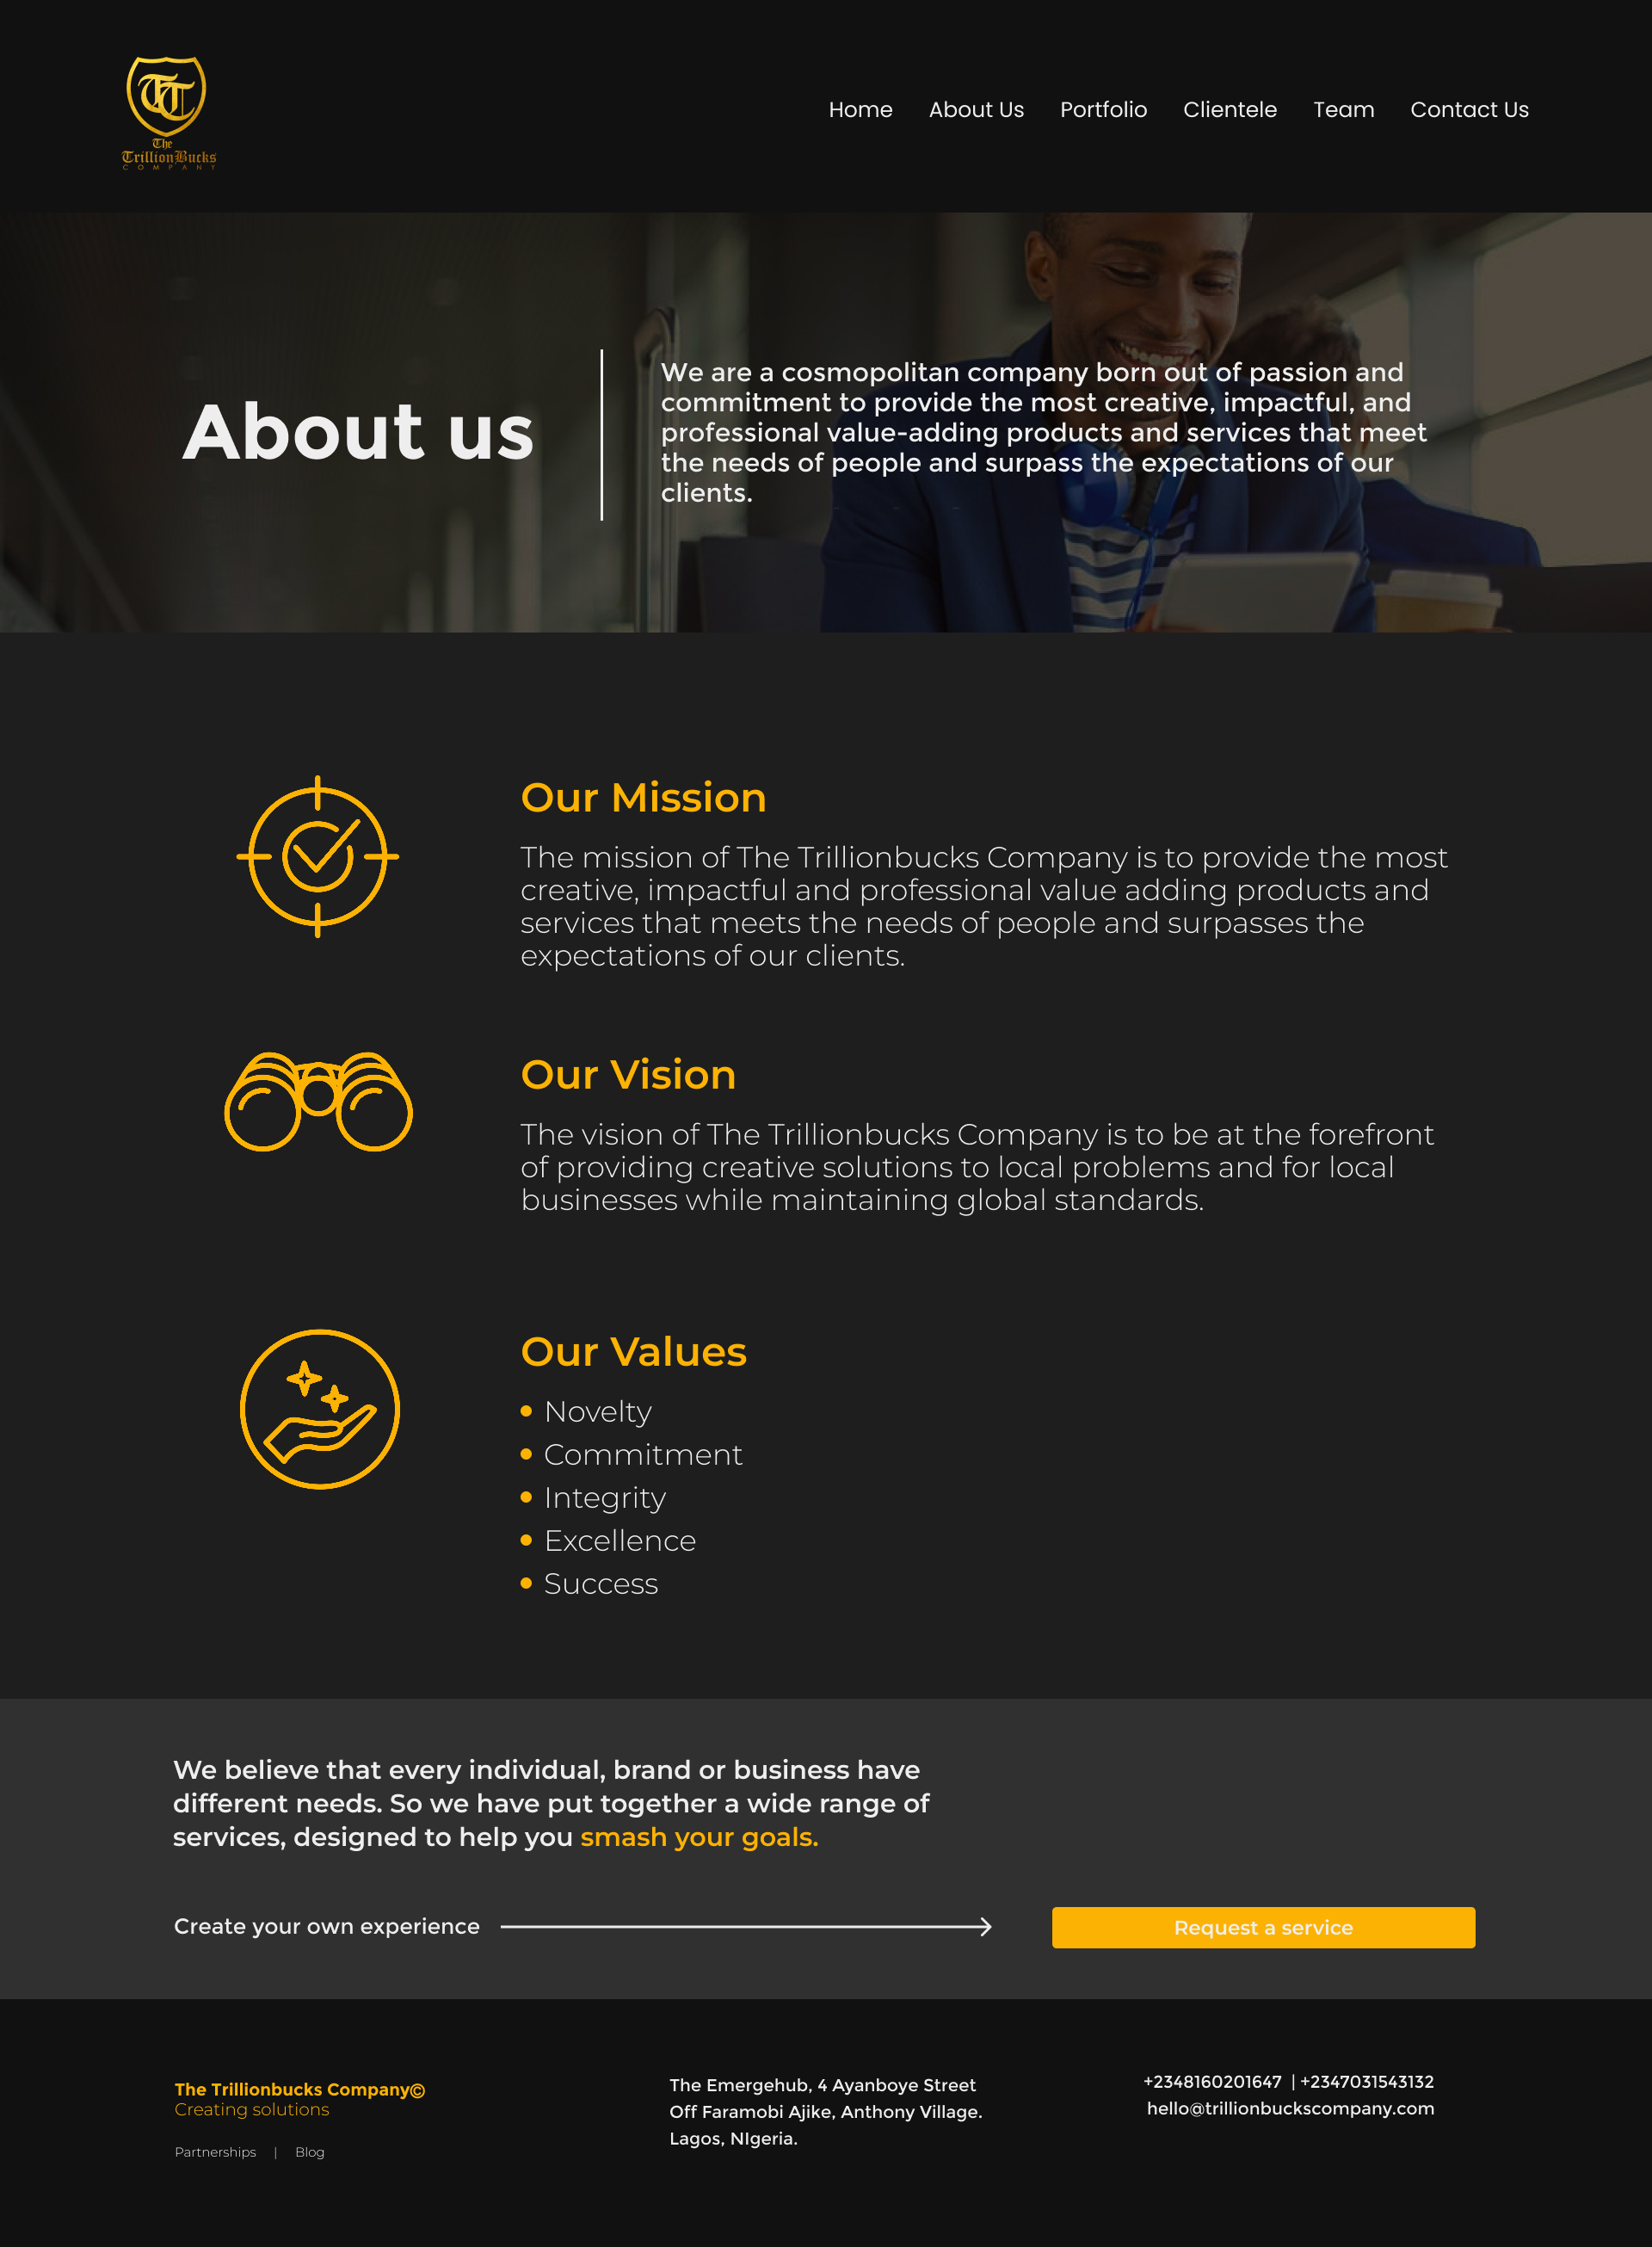 TT
The
TrillionBucks
COMPANY
Home About Us Portfolio Clientele Team Contact Us
About us
We are a cosmopolitan company born out of passion and
commitment to provide the most creative, impactful, and
professional value-adding products and services that meet
the needs of people and surpass the expectations of our
clients.
Our Mission
The mission of The Trillionbucks Company is to provide the most
creative, impactful and professional value adding products and
services that meets the needs of people and surpasses the
expectations of our clients.
Our Vision
The vision of The Trillionbucks Company is to be at the forefront
of providing creative solutions to local problems and for local
businesses while maintaining global standards.
Our Values
Novelty
Commitment
Integrity
Excellence
Success
We believe that every individual, brand or business have
different needs. So we have put together a wide range of
services, designed to help you smash your goals.
Create your own experience
Request a service
The Trillionbucks Company©
Creating solutions
Partnerships | Blog
The Emergehub, 4 Ayanboye Street
Off Faramobi Ajike, Anthony Village.
Lagos, NIgeria.
+2348160201647 | +2347031543132
hello@trillionbuckscompany.com